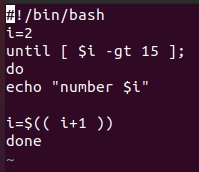 #!/bin/bash
i=2
until [ $i -gt 15 ];
do
echo "number $i"

i=$(( i+1 ))
done
~